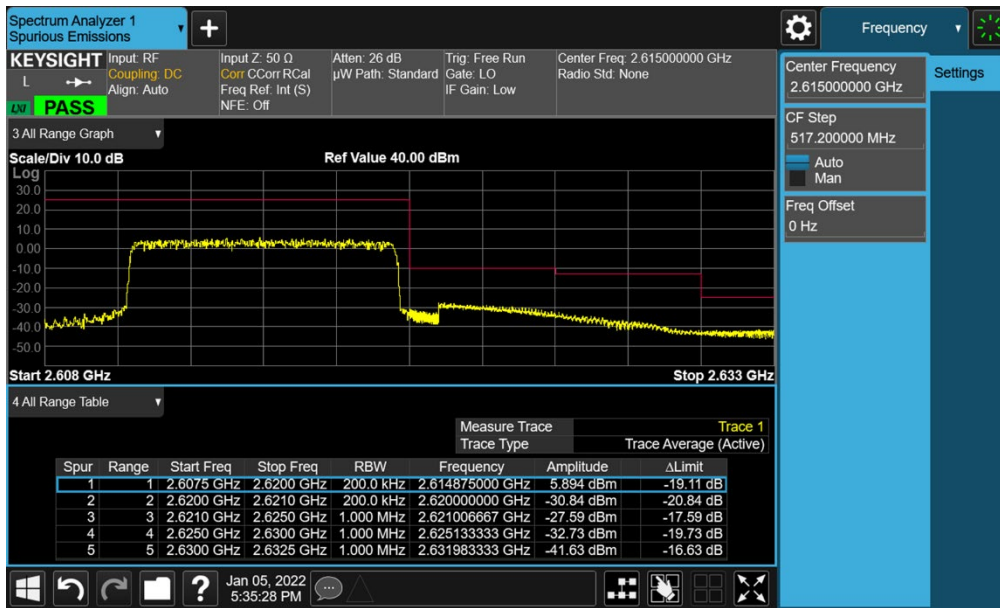 Spectrum Analyzer 1
Spurious Emissions
Frequency
KEYSIGHT
L
LXI PASS
Input: RF
Coupling: DC
Align: Auto
Input Z: 50 Ω
Corr CCorr RCal
Freq Ref: Int (S)
NFE: Off
Atten: 26 dB
µW Path: Standard
Trig: Free Run
Gate: LO
IF Gain: Low
Center Freq: 2.615000000 GHz
Radio Std: None
Center Frequency
2.615000000 GHz
Settings
CF Step
517.200000 MHz
Auto
Man
Freq Offset
0 Hz
3 All Range Graph
Scale/Div 10.0 dB Ref Value 40.00 dBm
Log
30.0
20.0
10.0
0.00
-10.0
-20.0
-30.0
-40.0
-50.0
Start 2.608 GHz Stop 2.633 GHz
4 All Range Table
Measure Trace Trace 1
Trace Type Trace Average (Active)
Spur Range Start Freq Stop Freq RBW Frequency Amplitude ΔLimit
1 1 2.6075 GHz 2.6200 GHz 200.0 kHz 2.614875000 GHz 5.894 dBm -19.11 dB
2 2 2.6200 GHz 2.6210 GHz 200.0 kHz 2.620000000 GHz -30.84 dBm -20.84 dB
3 3 2.6210 GHz 2.6250 GHz 1.000 MHz 2.621006667 GHz -27.59 dBm -17.59 dB
4 4 2.6250 GHz 2.6300 GHz 1.000 MHz 2.625133333 GHz -32.73 dBm -19.73 dB
5 5 2.6300 GHz 2.6325 GHz 1.000 MHz 2.631983333 GHz -41.63 dBm -16.63 dB
?
Jan 05, 2022
5:35:28 PM